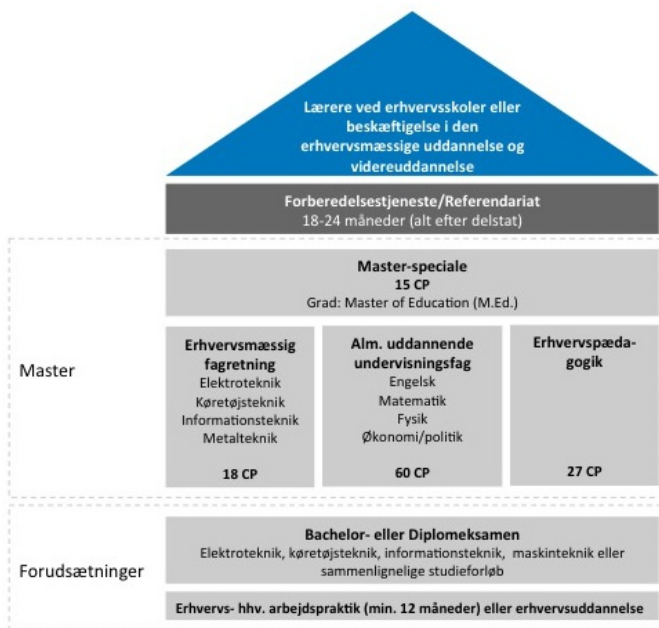 Lærere ved erhvervsskoler eller
beskæftigelse i den
erhvervsmæssige uddannelse og
videreuddannelse
Forberedelsestjeneste/Referendariat
18-24 måneder (alt efter delstat)
Master
Master-speciale
15 CP
Grad: Master of Education (M.Ed.)
Erhvervsmæssig
fagretning
Elektroteknik
Køretøjsteknik
Informationsteknik
Metalteknik
18 CP
Alm. uddannende
undervisningsfag
Engelsk
Matematik
Fysik
Økonomi/politik
60 CP
Erhvervspæda-
gogik
27 CP
Forudsætninger
Bachelor- eller Diplomeksamen
Elektroteknik, køretøjsteknik, informationsteknik, maskinteknik eller
sammenlignelige studieforløb
Erhvervs- hhv. arbejdspraktik (min. 12 måneder) eller erhvervsuddannelse